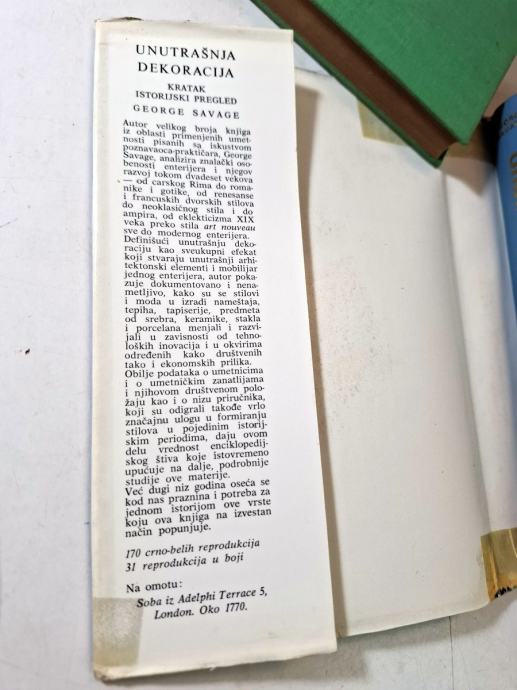 UNUTRAŠNJA
DEKORACIJA
KRATAK
ISTORIJSKI PREGLED
GEORGE SAVAGE
Autor velikog broja knjiga
iz oblasti primenjenih umet-
nosti pisanih sa iskustvom
poznavaoca-praktičara, George
Savage, analizira znalački oso-
benosti enterijera i njegov
razvoj tokom dvadeset vekova
— od carskog Rima do roma-
nike i gotike, od renesanse
i francuskih dvorskih stilova
do neoklasičnog stila i do
ampira, od eklekticizma XIX
veka preko stila art nouveau
sve do modernog enterijera.
Definišući unutrašnju deko-
raciju kao sveukupni efekat
koji stvaraju unutrašnji arhi-
tektonski elementi i mobilijar
jednog enterijera, autor poka-
zuje dokumentovano i nena-
metljivo, kako su se stilovi
i moda u izradi nameštaja,
tepiha, tapiserije, predmeta
od srebra, keramike, stakla
i porcelana menjali i razvi-
jali u zavisnosti od tehno-
loških inovacija i u okvirima
određenih kako društvenih
tako i ekonomskih prilika.
Obilje podataka o umetnicima
i o umetničkim zanatlijama
i njihovom društvenom polo-
žaju kao i o nizu priručnika,
koji su odigrali takođe vrlo
značajnu ulogu u formiranju
stilova u pojedinim istorij-
skim periodima, daju ovom
delu vrednost enciklopedij-
skog štiva koje istovremeno
upućuje na dalje, podrobnije
studije ove materije.
Već dugi niz godina oseća se
kod nas praznina i potreba za
jednom istorijom ove vrste
koju ova knjiga na izvestan
način popunjuje.
170 crno-belih reprodukcija
31 reprodukcija u boji
Na omotu:
Soba iz Adelphi Terrace 5,
London. Oko 1770.